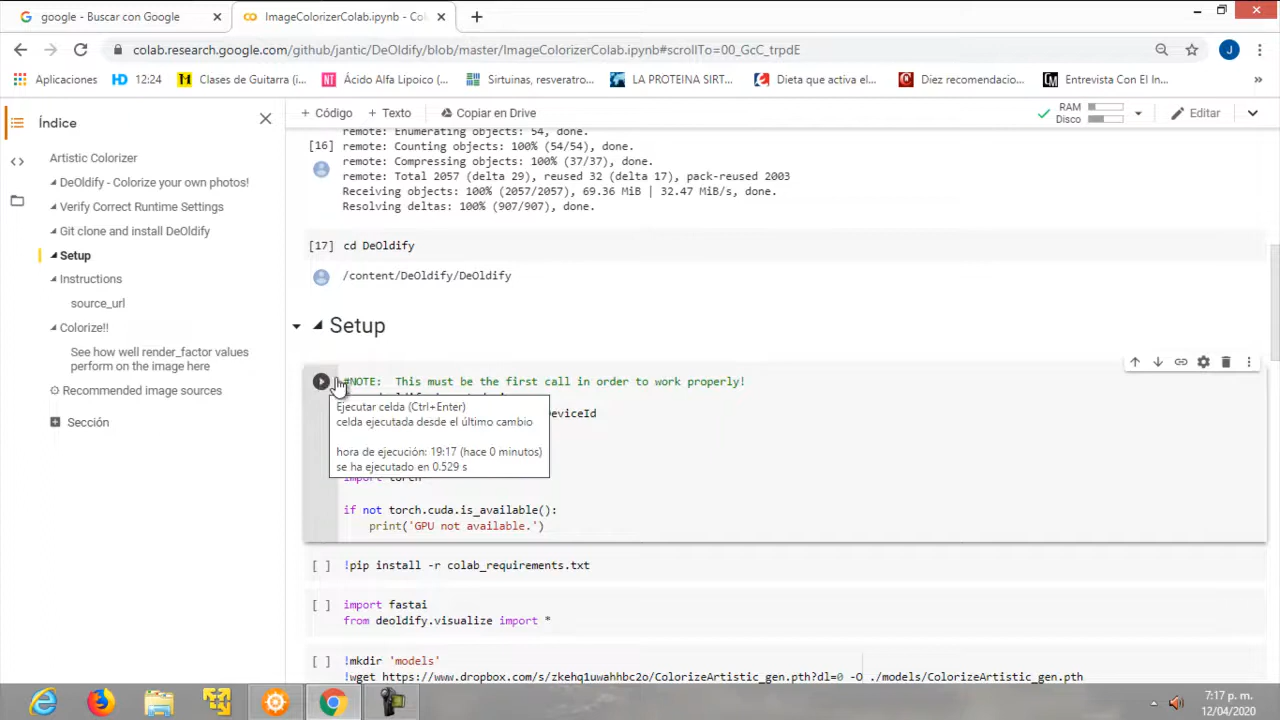 google - Buscar con Google
ImageColorizerColab.ipynb - Co
colab.research.google.com/github/jantic/DeOldify/blob/master/ImageColorizerColab.ipynb#scrollTo=00_GcC_trpdE
J
Aplicaciones
HD 12:24
Clases de Guitarra (i...
NT Ácido Alfa Lipoico (...
Sirtuinas, resveratro...
LA PROTEINA SIRT...
Dieta que activa el...
Diez recomendacio...
Entrevista Con El In...
Índice
+ Código + Texto Copiar en Drive
RAM
Disco
Editar
Artistic Colorizer
DeOldify - Colorize your own photos!
Verify Correct Runtime Settings
Git clone and install DeOldify
Setup
Instructions
source_url
Colorize!!
See how well render_factor values
perform on the image here
Recommended image sources
Sección
remote: Enumerating objects: 54, done.
[16] remote: Counting objects: 100% (54/54), done.
remote: Compressing objects: 100% (37/37), done.
remote: Total 2057 (delta 29), reused 32 (delta 17), pack-reused 2003
Receiving objects: 100% (2057/2057), 69.36 MiB | 32.47 MiB/s, done.
Resolving deltas: 100% (907/907), done.
[17] cd DeOldify
/content/DeOldify/DeOldify
Setup
#NOTE: This must be the first call in order to work properly!
DeviceId
Ejecutar celda (Ctrl+Enter)
celda ejecutada desde el último cambio
hora de ejecución: 19:17 (hace 0 minutos)
se ha ejecutado en 0.529 s
import torch
if not torch.cuda.is_available():
print('GPU not available.')
[ ] !pip install -r colab_requirements.txt
[ ] import fastai
from deoldify.visualize import *
[ ] !mkdir 'models'
!wget https://www.dropbox.com/s/zkehq1uwahhbc2o/ColorizeArtistic_gen.pth?dl=0 -O ./models/ColorizeArtistic_gen.pth
7:17 p. m.
12/04/2020